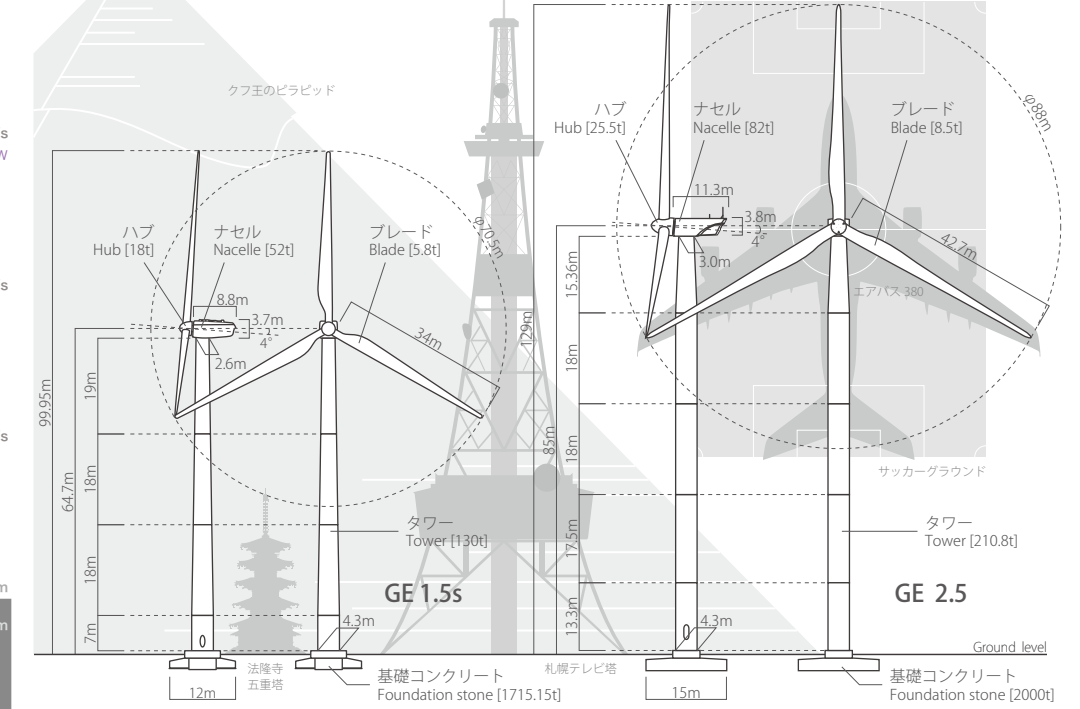 クフ王のピラピッド
ハブ
Hub [18t]
ナセル
Nacelle [52t]
ブレード
Blade [5.8t]
φ70.5m
8.8m
3.7m
4°
2.6m
34m
99.95m
64.7m
19m
18m
18m
7m
タワー
Tower [130t]
GE 1.5s
4.3m
12m
法隆寺
五重塔
基礎コンクリート
Foundation stone [1715.15t]
札幌テレビ塔
ハブ
Hub [25.5t]
ナセル
Nacelle [82t]
ブレード
Blade [8.5t]
φ88m
11.3m
3.8m
4°
3.0m
42.7m
エアバス 380
129m
85m
15.36m
18m
18m
17.5m
13.3m
サッカーグラウンド
タワー
Tower [210.8t]
GE 2.5
4.3m
Ground level
15m
基礎コンクリート
Foundation stone [2000t]
s
w
s
s
m
m